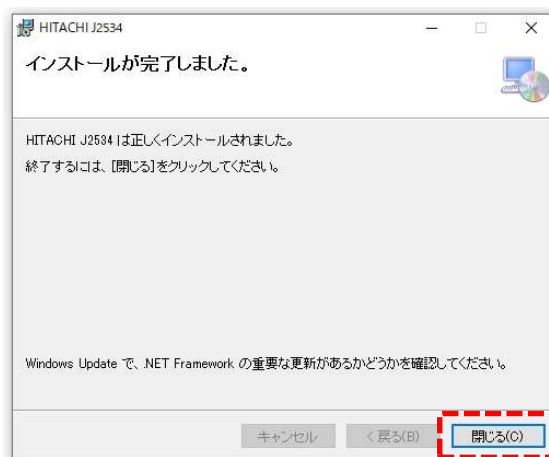 HITACHI J2534
インストールが完了しました。
HITACHI J2534 は正しくインストールされました。
終了するには、[閉じる]をクリックしてください。
Windows Update で、.NET Framework の重要な更新があるかどうかを確認してください。
キャンセル
< 戻る(B)
閉じる(C)